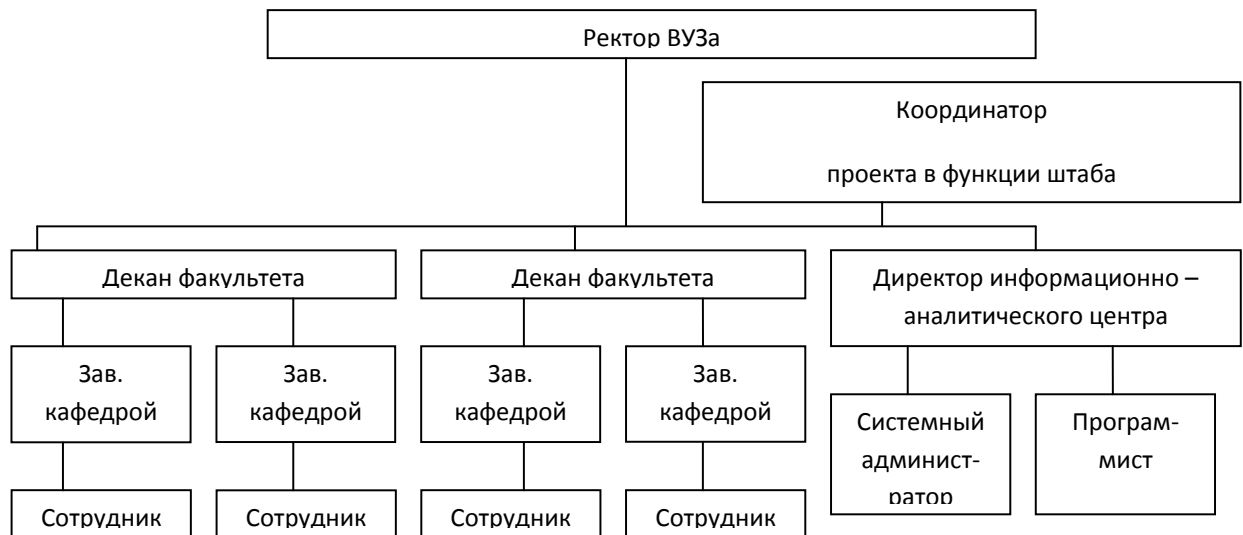 Ректор ВУЗа
Координатор
проекта в функции штаба
Декан факультета
Декан факультета
Директор информационно –
аналитического центра
Зав.
кафедрой
Зав.
кафедрой
Зав.
кафедрой
Зав.
кафедрой
Системный
админист-
ратор
Програм-
мист
Сотрудник
Сотрудник
Сотрудник
Сотрудник